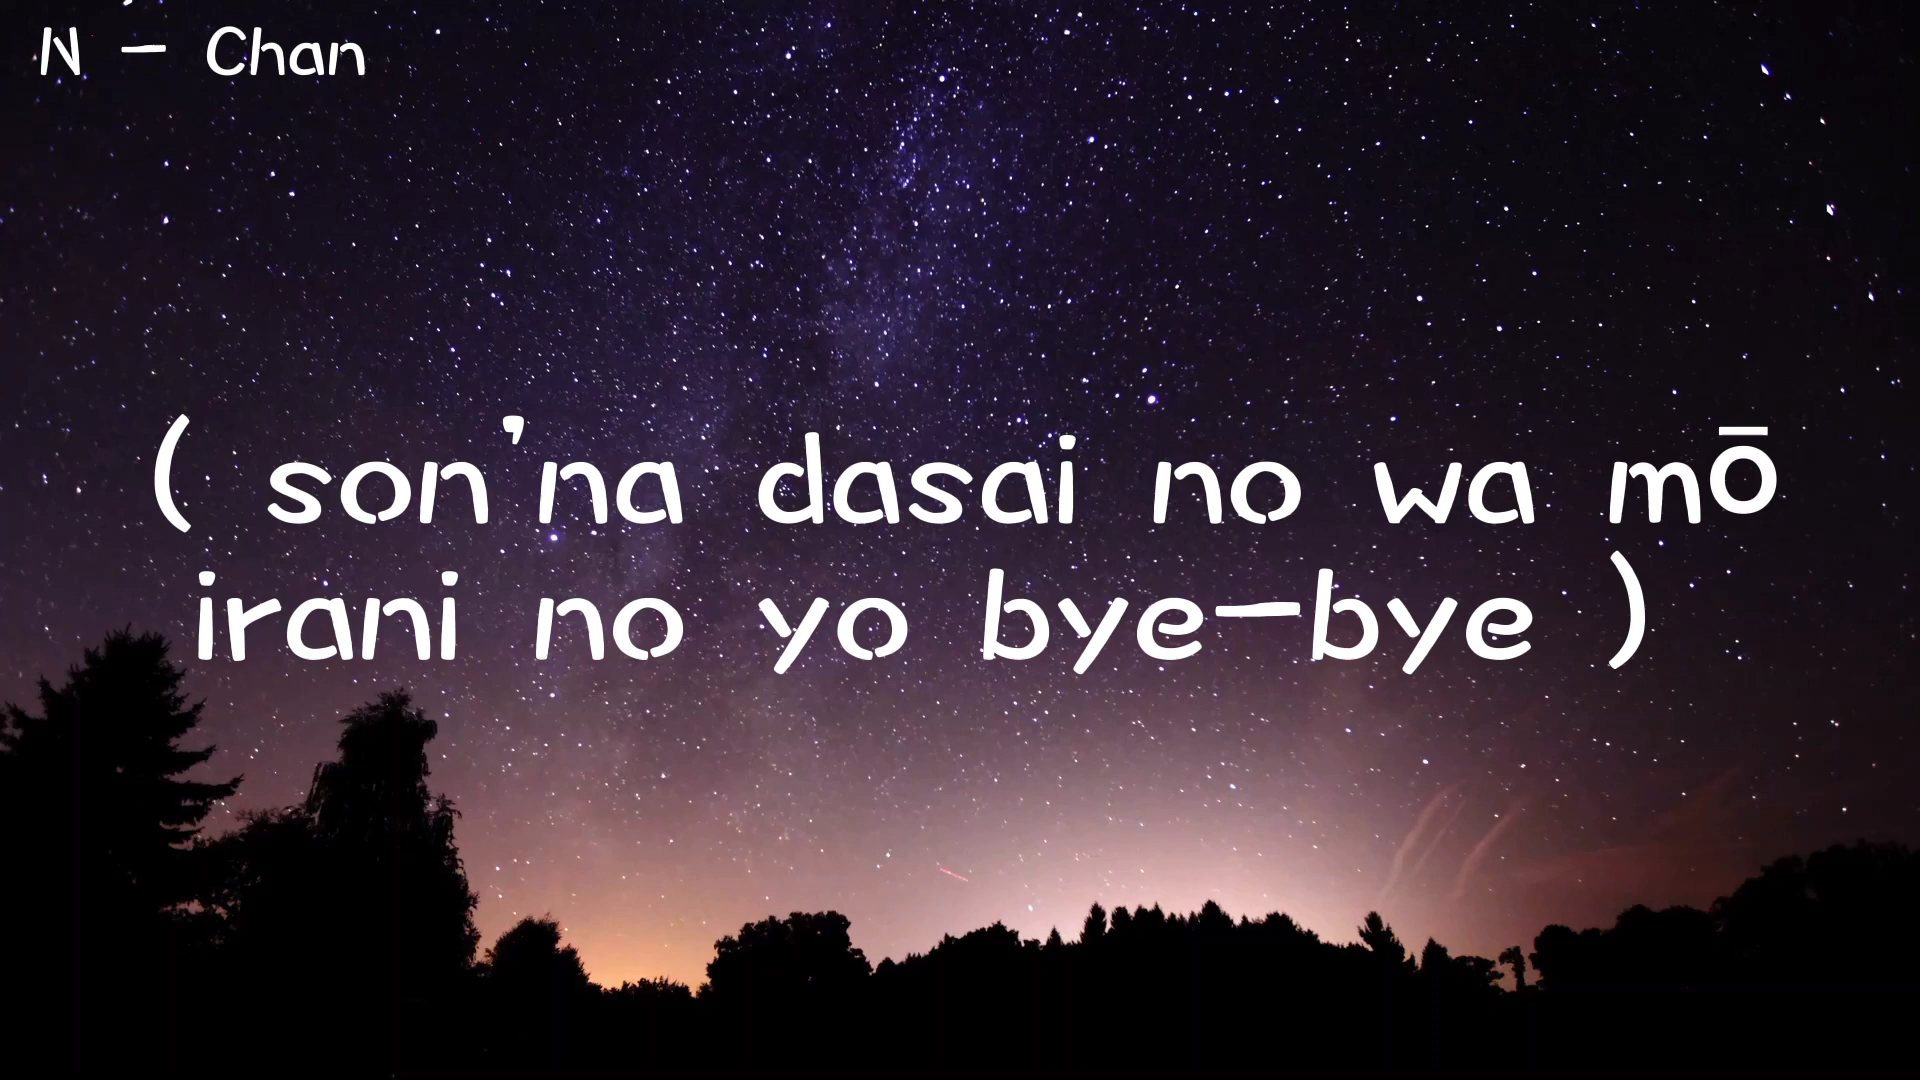 N - Chan
( son'na dasai no wa mō
irani no yo bye-bye )